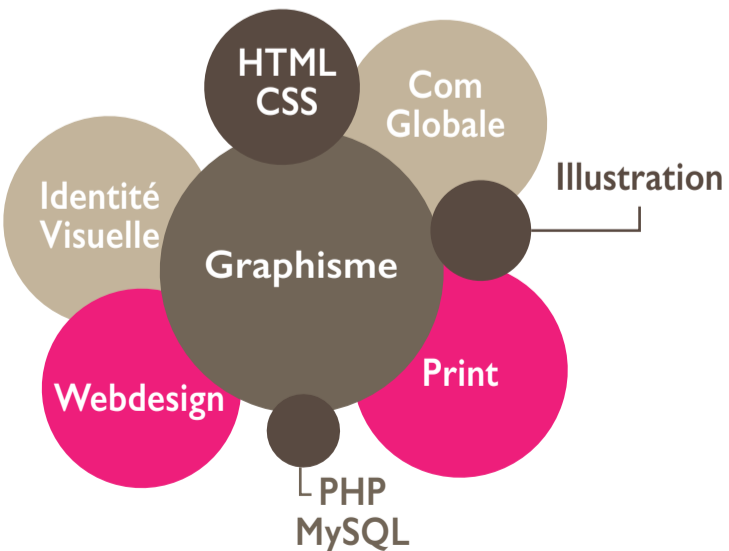 HTML
CSS
Com
Globale
Illustration
Identité
Visuelle
Graphisme
Print
Webdesign
PHP
MySQL